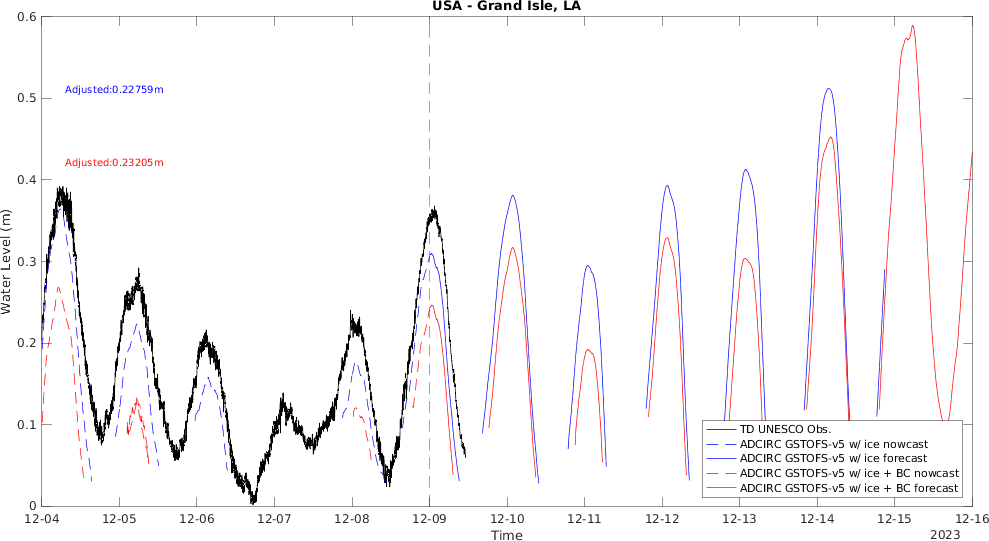 USA - Grand Isle, LA
0.6
0.5
0.4
0.3
0.2
0.1
0
Water Level (m)
Adjusted:0.22759m
Adjusted:0.23205m
TD UNESCO Obs.
ADCIRC GSTOFS-v5 w/ ice nowcast
ADCIRC GSTOFS-v5 w/ ice forecast
ADCIRC GSTOFS-v5 w/ ice + BC nowcast
ADCIRC GSTOFS-v5 w/ ice + BC forecast
12-04 12-05 12-06 12-07 12-08 12-09 12-10 12-11 12-12 12-13 12-14 12-15 12-16
Time
2023